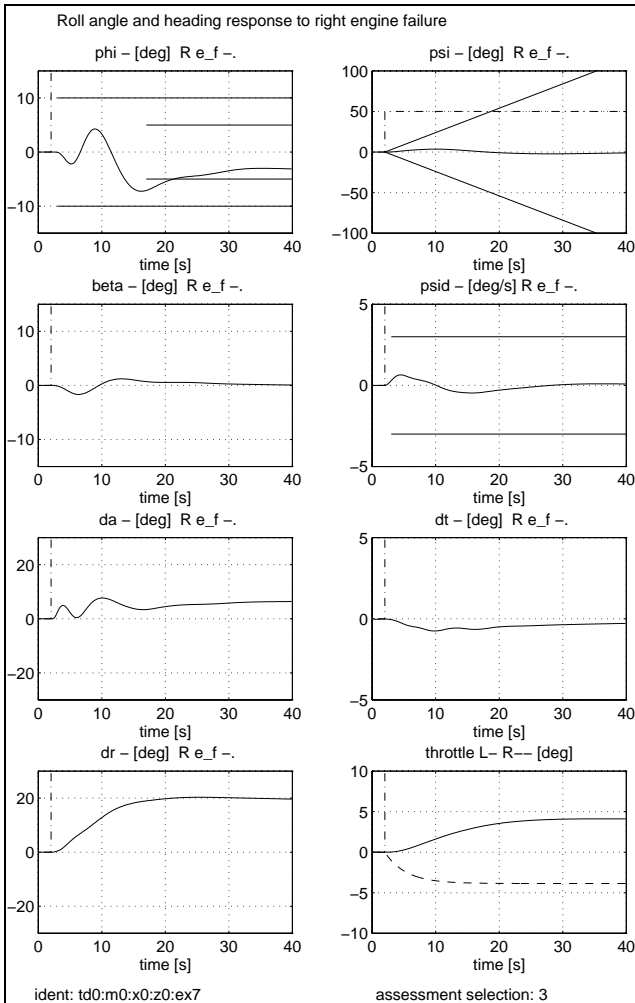 Roll angle and heading response to right engine failure
phi − [deg]  R e_f −.
10
0
−10
0 10 20 30 40
time [s]
psi − [deg]  R e_f −.
100
50
0
−50
−100
0 10 20 30 40
time [s]
beta − [deg]  R e_f −.
10
0
−10
0 10 20 30 40
time [s]
psid − [deg/s] R e_f −.
5
0
−5
0 10 20 30 40
time [s]
da − [deg]  R e_f −.
20
0
−20
0 10 20 30 40
time [s]
dt − [deg]  R e_f −.
5
0
−5
0 10 20 30 40
time [s]
dr − [deg]  R e_f −.
20
0
−20
0 10 20 30 40
time [s]
throttle L− R−− [deg]
10
5
0
−5
−10
0 10 20 30 40
time [s]
ident: td0:m0:x0:z0:ex7
assessment selection: 3